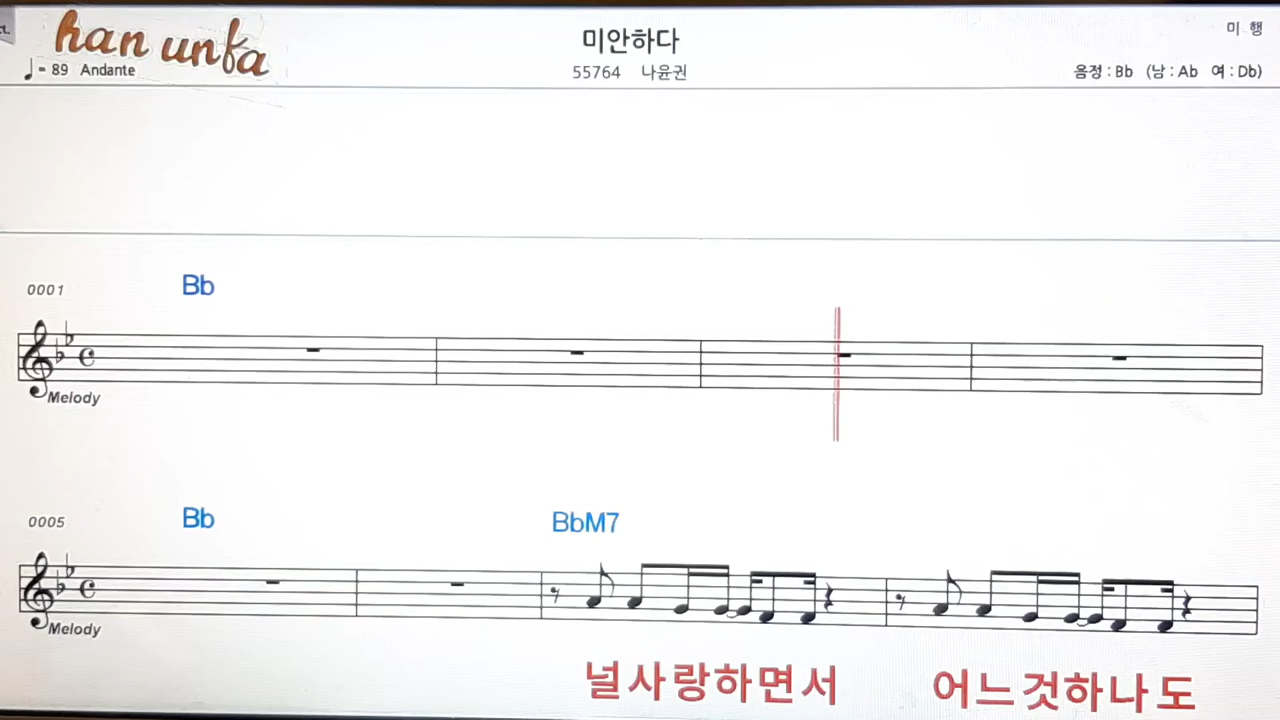 han unfa
미안하다
미 행
♩= 89 Andante
55764 나윤권
음정 : Bb (남 : Ab 여 : Db)
0001
Bb
Melody
0005
Bb
BbM7
Melody
널사랑하면서 어느것하나도